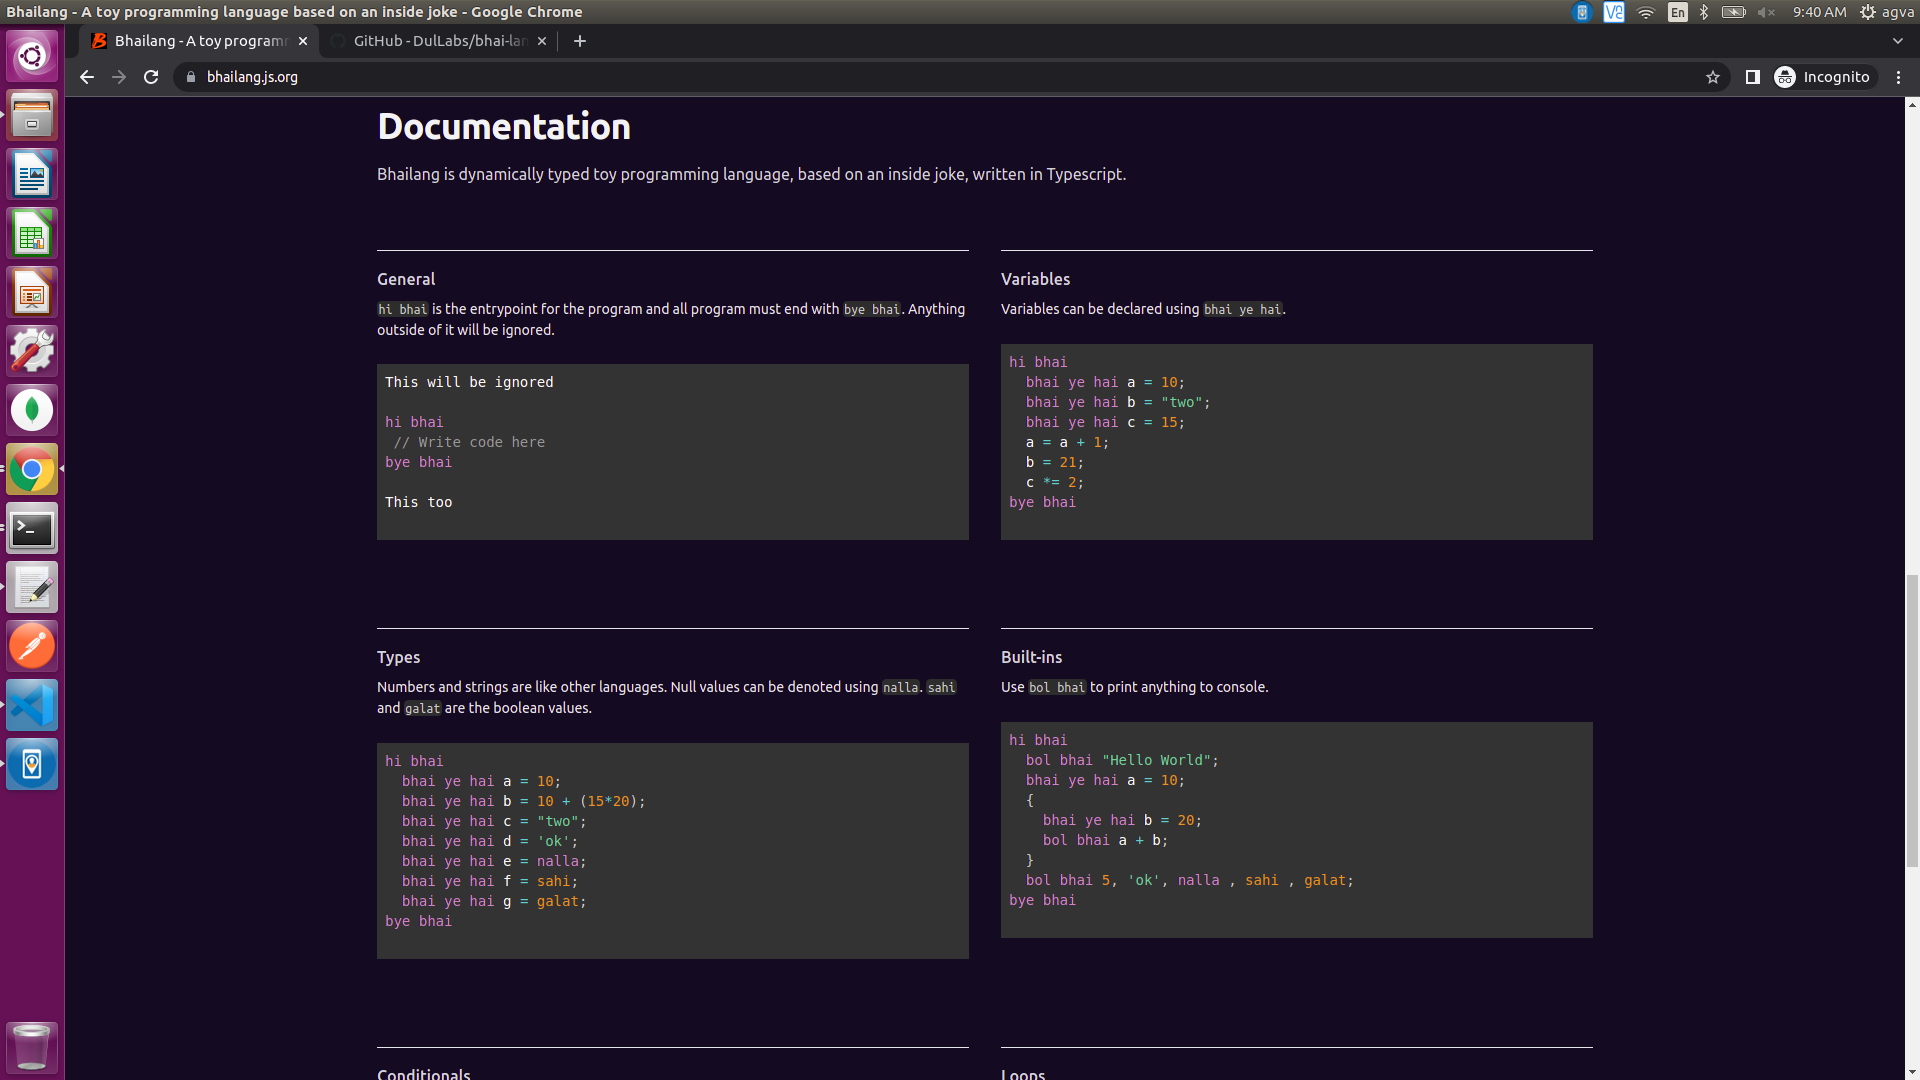 Bhailang - A toy programming language based on an inside joke - Google Chrome
En
9:40 AM
agva
Bhailang - A toy programm
GitHub - DulLabs/bhai-lan
bhailang.js.org
Incognito
Documentation
Bhailang is dynamically typed toy programming language, based on an inside joke, written in Typescript.
General
hi bhai is the entrypoint for the program and all program must end with bye bhai. Anything
outside of it will be ignored.
This will be ignored
hi bhai
// Write code here
bye bhai
This too
Variables
Variables can be declared using bhai ye hai.
hi bhai
bhai ye hai a = 10;
bhai ye hai b = "two";
bhai ye hai c = 15;
a = a + 1;
b = 21;
c *= 2;
bye bhai
Types
Numbers and strings are like other languages. Null values can be denoted using nalla. sahi
and galat are the boolean values.
hi bhai
bhai ye hai a = 10;
bhai ye hai b = 10 + (15*20);
bhai ye hai c = "two";
bhai ye hai d = 'ok';
bhai ye hai e = nalla;
bhai ye hai f = sahi;
bhai ye hai g = galat;
bye bhai
Built-ins
Use bol bhai to print anything to console.
hi bhai
bol bhai "Hello World";
bhai ye hai a = 10;
{
bhai ye hai b = 20;
bol bhai a + b;
}
bol bhai 5, 'ok', nalla , sahi , galat;
bye bhai
Conditionals
Loops